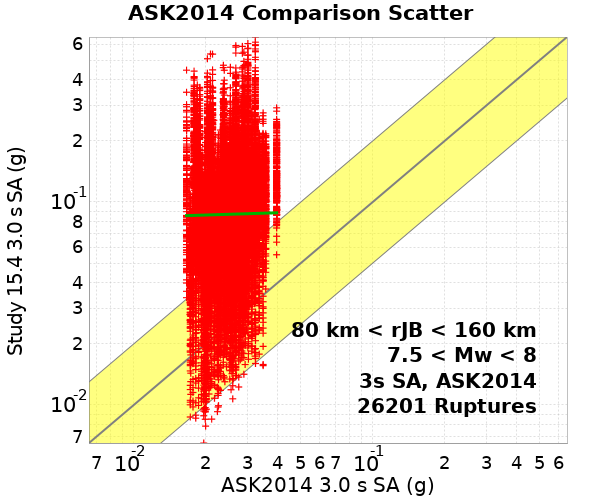 ASK2014 Comparison Scatter
Study 15.4 3.0 s SA (g)
6
4
3
2
10-1
8
6
4
3
2
10-2
7
80 km < rJB < 160 km
7.5 < Mw < 8
3s SA, ASK2014
26201 Ruptures
7 10-2 2 3 4 5 6 7 10-1 2 3 4 5 6
ASK2014 3.0 s SA (g)